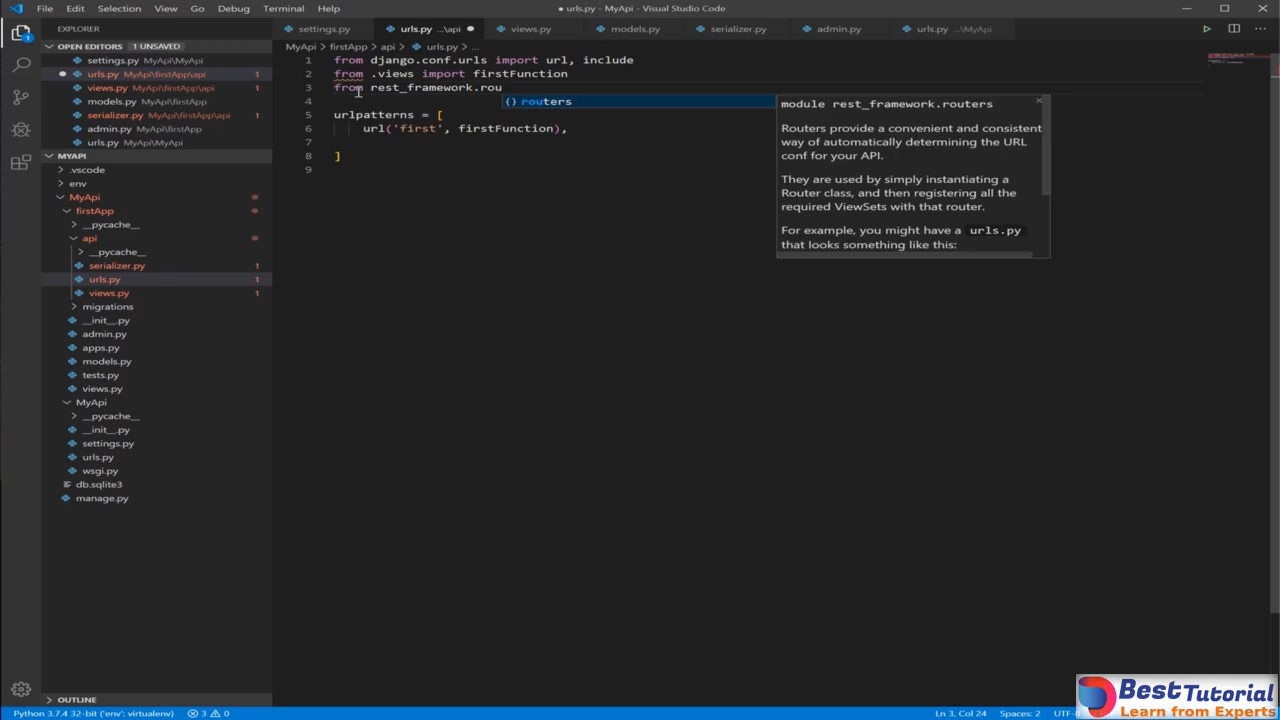 File Edit Selection View Go Debug Terminal Help
● urls.py - MyApi - Visual Studio Code
EXPLORER
settings.py
urls.py ...\api ●
views.py
models.py
serializer.py
admin.py
urls.py ...\MyApi
OPEN EDITORS 1 UNSAVED
settings.py MyApi\MyApi
urls.py MyApi\firstApp\api 1
views.py MyApi\firstApp\api 1
models.py MyApi\firstApp
serializer.py MyApi\firstApp\api 1
admin.py MyApi\firstApp
urls.py MyApi\MyApi
MYAPI
.vscode
env
MyApi
firstApp
__pycache__
api
__pycache__
serializer.py 1
urls.py 1
views.py 1
migrations
__init__.py
admin.py
apps.py
models.py
tests.py
views.py
MyApi
__pycache__
__init__.py
settings.py
urls.py
wsgi.py
db.sqlite3
manage.py
OUTLINE
MyApi > firstApp > api > urls.py > ...
1 from django.conf.urls import url, include
2 from .views import firstFunction
3 from rest_framework.rou
4
5 urlpatterns = [
6 url('first', firstFunction),
7
8 ]
9
{} routers
module rest_framework.routers
Routers provide a convenient and consistent
way of automatically determining the URL
conf for your API.
They are used by simply instantiating a
Router class, and then registering all the
required ViewSets with that router.
For example, you might have a urls.py
that looks something like this:
Best Tutorial
Learn from Experts
Python 3.7.4 32-bit ('env': virtualenv) 3 0
Ln 3, Col 24 Spaces: 2 UTF-8